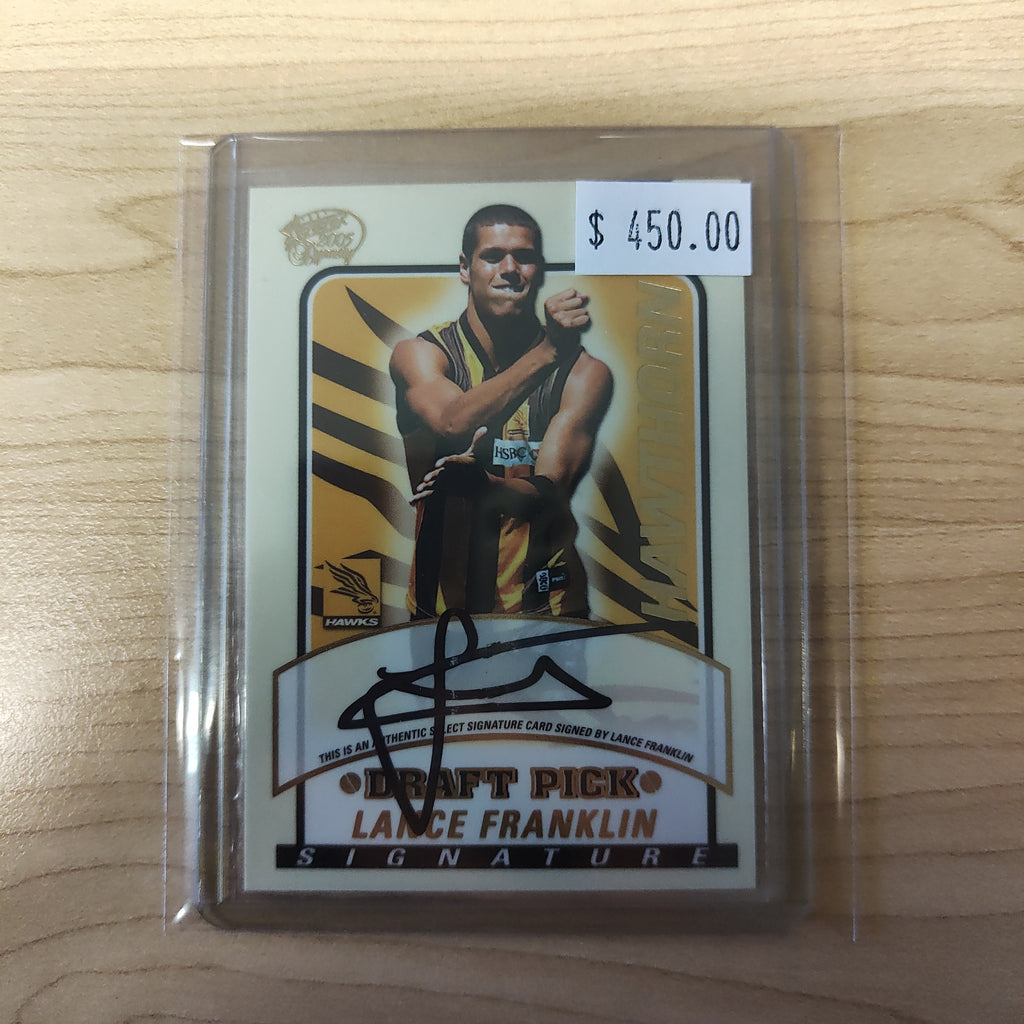 $ 450.00
2005
HAWTHORN
HSBC
HAWKS
THIS IS AN AUTHENTIC SELECT SIGNATURE CARD SIGNED BY LANCE FRANKLIN
DRAFT PICK
LANCE FRANKLIN
SIGNATURE